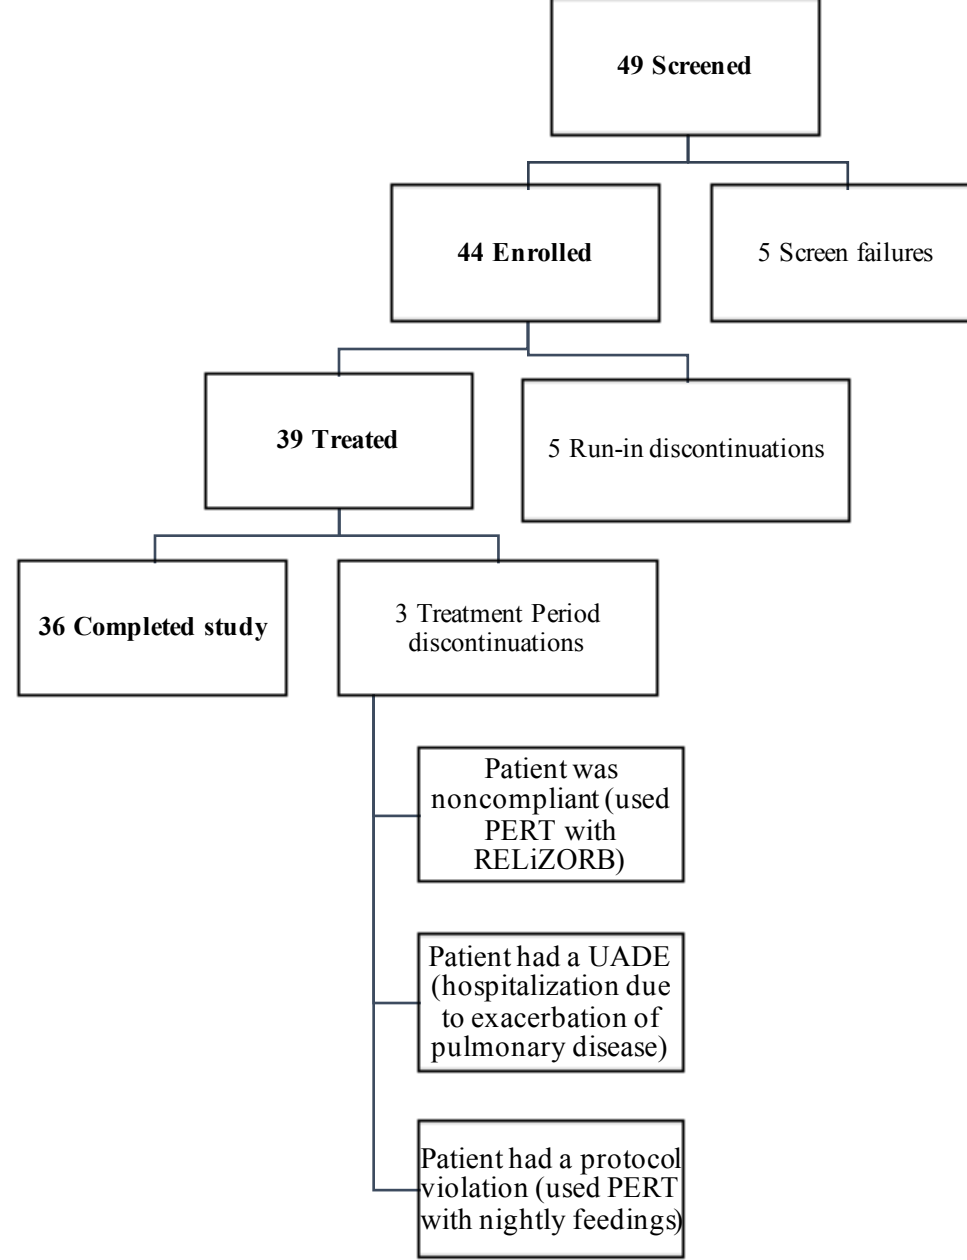 49 Screened
44 Enrolled
5 Screen failures
39 Treated
5 Run-in discontinuations
36 Completed study
3 Treatment Period
discontinuations
Patient was
noncompliant (used
PERT with
RELiZORB)
Patient had a UADE
(hospitalization due
to exacerbation of
pulmonary disease)
Patient had a protocol
violation (used PERT
with nightly feedings)